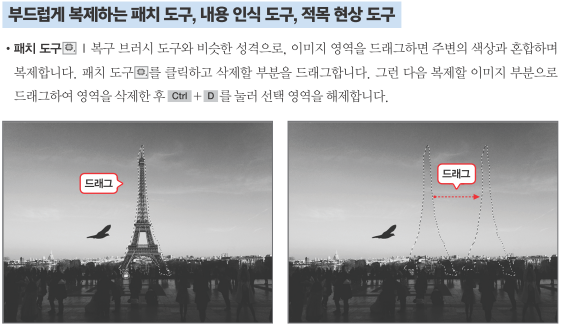 부드럽게 복제하는 패치 도구, 내용 인식 도구, 적목 현상 도구
• 패치 도구 | 복구 브러시 도구와 비슷한 성격으로, 이미지 영역을 드래그하면 주변의 색상과 혼합하며
복제합니다. 패치 도구를 클릭하고 삭제할 부분을 드래그합니다. 그런 다음 복제할 이미지 부분으로
드래그하여 영역을 삭제한 후 Ctrl + D 를 눌러 선택 영역을 해제합니다.
드래그
드래그